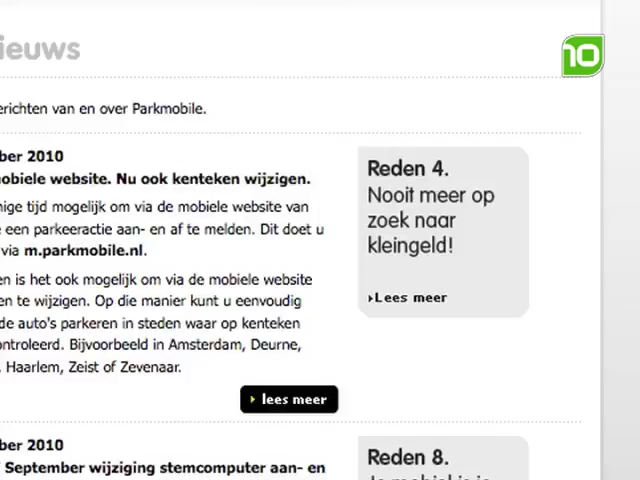 ieuws
10
erichten van en over Parkmobile.
ber 2010
obiele website. Nu ook kenteken wijzigen.
nige tijd mogelijk om via de mobiele website van
e een parkeeractie aan- en af te melden. Dit doet u
via m.parkmobile.nl.
en is het ook mogelijk om via de mobiele website
en te wijzigen. Op die manier kunt u eenvoudig
de auto's parkeren in steden waar op kenteken
ontroleerd. Bijvoorbeeld in Amsterdam, Deurne,
, Haarlem, Zeist of Zevenaar.
lees meer
Reden 4.
Nooit meer op
zoek naar
kleingeld!
Lees meer
ber 2010
September wijziging stemcomputer aan- en
Reden 8.